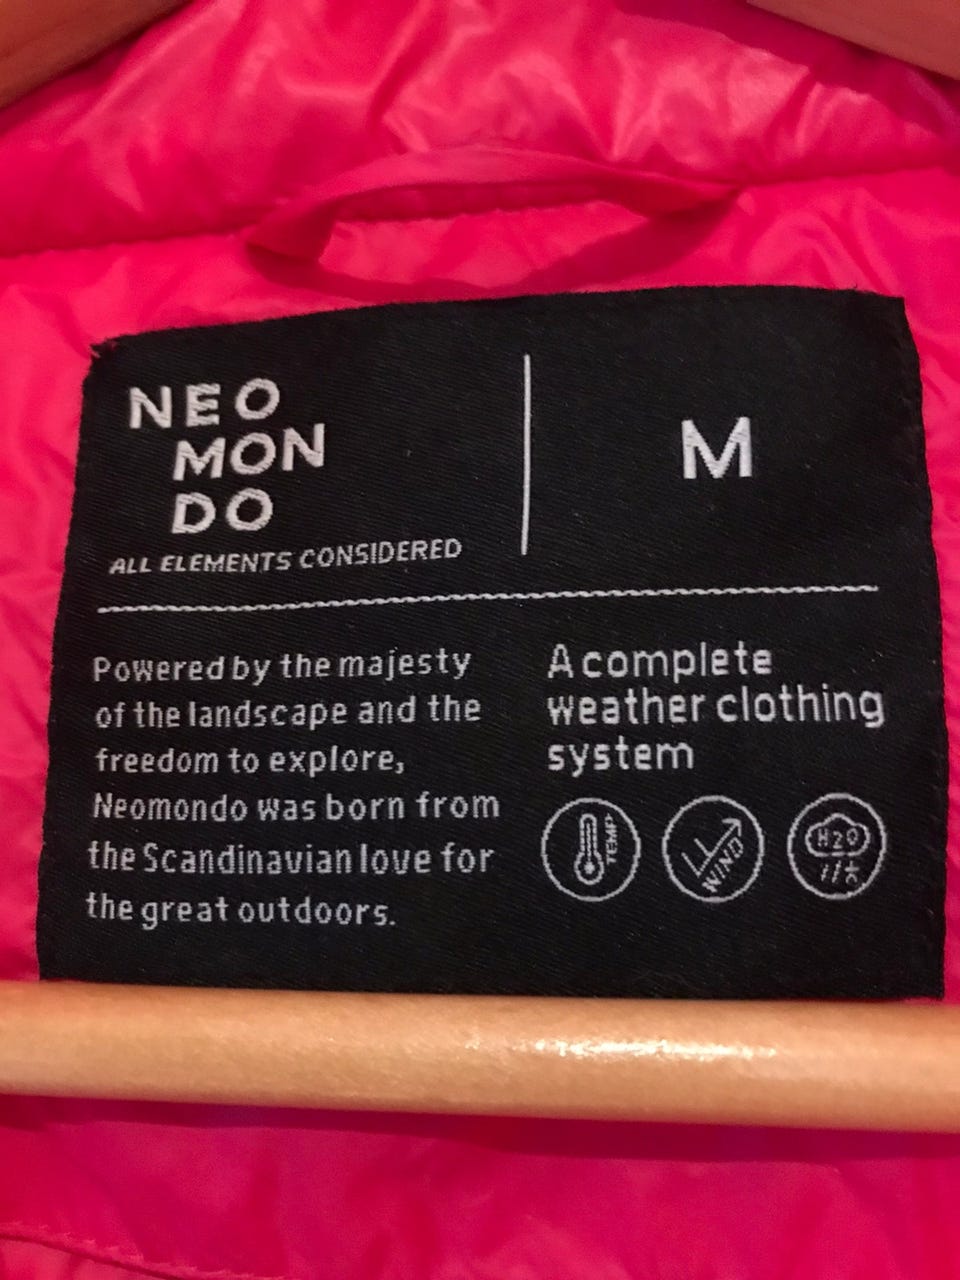 NEO
MON
DO
ALL ELEMENTS CONSIDERED
M
Powered by the majesty
of the landscape and the
freedom to explore,
Neomondo was born from
the Scandinavian love for
the great outdoors.
A complete
weather clothing
system
TEMP
WIND
H2O